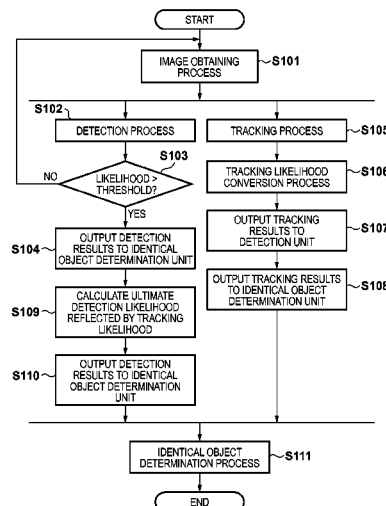 START
IMAGE OBTAINING
PROCESS
S101
S102
DETECTION PROCESS
S103
LIKELIHOOD >
THRESHOLD?
NO
YES
S104
OUTPUT DETECTION
RESULTS TO IDENTICAL
OBJECT DETERMINATION UNIT
S109
CALCULATE ULTIMATE
DETECTION LIKELIHOOD
REFLECTED BY TRACKING
LIKELIHOOD
S110
OUTPUT DETECTION
RESULTS TO IDENTICAL
OBJECT DETERMINATION
UNIT
TRACKING PROCESS
S105
TRACKING LIKELIHOOD
CONVERSION PROCESS
S106
OUTPUT TRACKING
RESULTS TO
DETECTION UNIT
S107
OUTPUT TRACKING RESULTS
TO IDENTICAL OBJECT
DETERMINATION UNIT
S108
IDENTICAL OBJECT
DETERMINATION PROCESS
S111
END